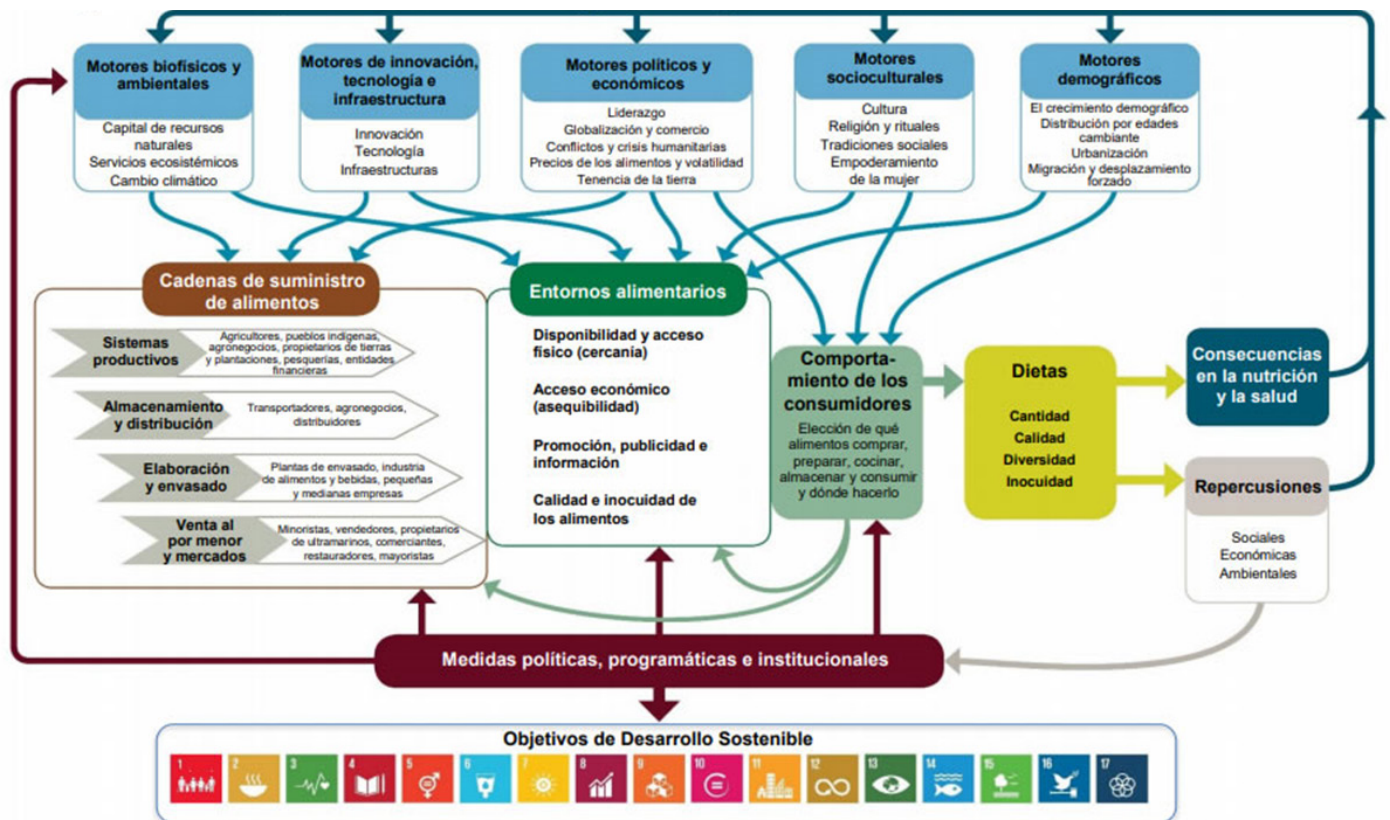 Motores biofísicos y
ambientales
Capital de recursos
naturales
Servicios ecosistémicos
Cambio climático
Motores de innovación,
tecnología e
infraestructura
Innovación
Tecnología
Infraestructuras
Motores políticos y
económicos
Liderazgo
Globalización y comercio
Conflictos y crisis humanitarias
Precios de los alimentos y volatilidad
Tenencia de la tierra
Motores
socioculturales
Cultura
Religión y rituales
Tradiciones sociales
Empoderamiento
de la mujer
Motores
demográficos
El crecimiento demográfico
Distribución por edades
cambiante
Urbanización
Migración y desplazamiento
forzado
Cadenas de suministro
de alimentos
Sistemas
productivos
Agricultores, pueblos indígenas,
agronegocios, propietarios de tierras
y plantaciones, pesquerías, entidades
financieras
Almacenamiento
y distribución
Transportadores, agronegocios,
distribuidores
Elaboración
y envasado
Plantas de envasado, industria
de alimentos y bebidas, pequeñas
y medianas empresas
Venta al
por menor
y mercados
Minoristas, vendedores, propietarios
de ultramarinos, comerciantes,
restauradores, mayoristas
Entornos alimentarios
Disponibilidad y acceso
físico (cercanía)
Acceso económico
(asequibilidad)
Promoción, publicidad e
información
Calidad e inocuidad de
los alimentos
Comporta-
miento de los
consumidores
Elección de qué
alimentos comprar,
preparar, cocinar,
almacenar y consumir
y dónde hacerlo
Dietas
Cantidad
Calidad
Diversidad
Inocuidad
Consecuencias
en la nutrición
y la salud
Repercusiones
Sociales
Económicas
Ambientales
Medidas políticas, programáticas e institucionales
Objetivos de Desarrollo Sostenible
1 2 3 4 5 6 7 8 9 10 11 12 13 14 15 16 17